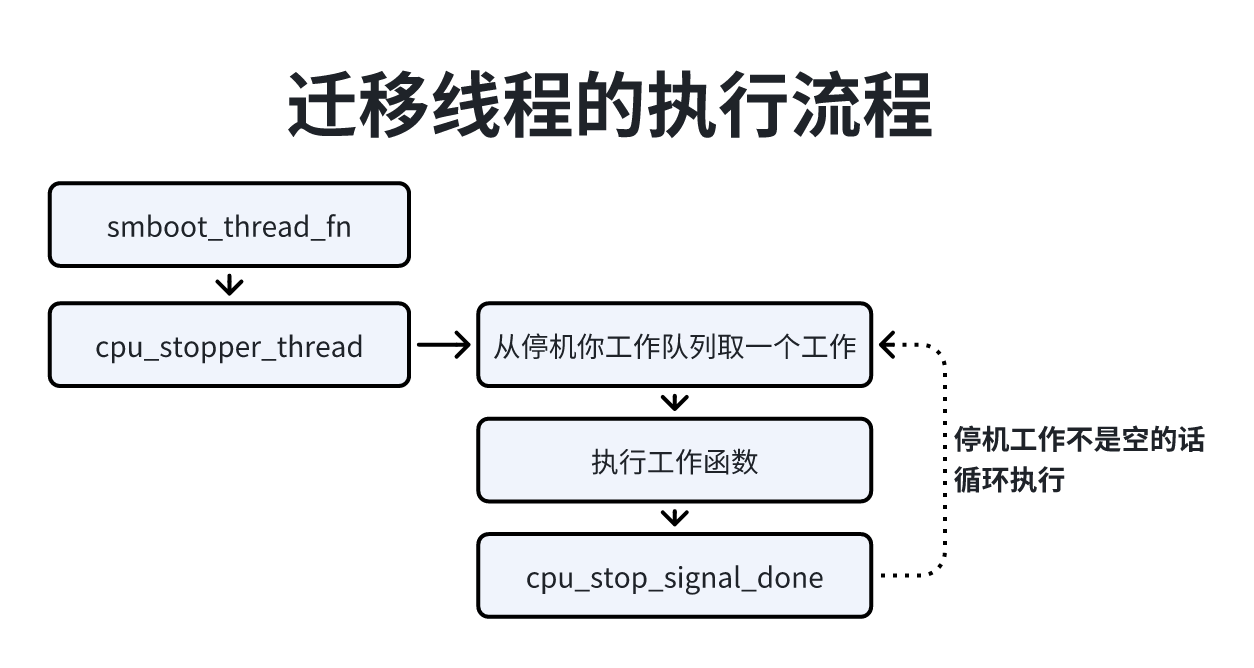 迁移线程的执行流程
smboot_thread_fn
cpu_stopper_thread
从停机你工作队列取一个工作
执行工作函数
停机工作不是空的话
循环执行
cpu_stop_signal_done